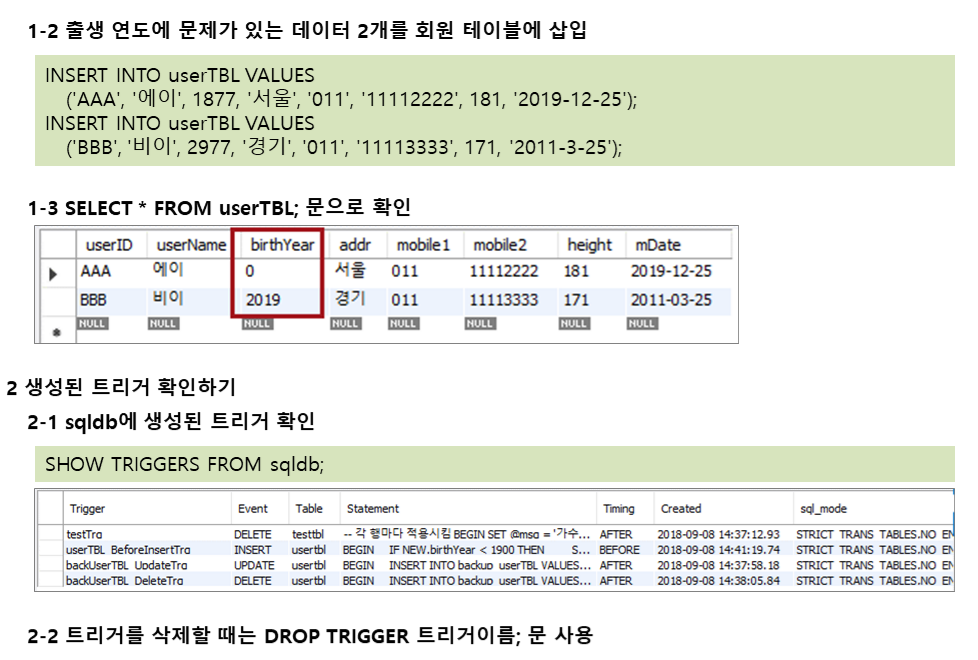 1-2 출생 연도에 문제가 있는 데이터 2개를 회원 테이블에 삽입
INSERT INTO userTBL VALUES
('AAA', '에이', 1877, '서울', '011', '11112222', 181, '2019-12-25');
INSERT INTO userTBL VALUES
('BBB', '비이', 2977, '경기', '011', '11113333', 171, '2011-3-25');
1-3 SELECT * FROM userTBL; 문으로 확인
userID userName birthYear addr mobile1 mobile2 height mDate
AAA 에이 0 서울 011 11112222 181 2019-12-25
BBB 비이 2019 경기 011 11113333 171 2011-03-25
NULL NULL NULL NULL NULL NULL NULL NULL
2 생성된 트리거 확인하기
2-1 sqldb에 생성된 트리거 확인
SHOW TRIGGERS FROM sqldb;
Trigger Event Table Statement Timing Created sql_mode
testTrg DELETE testtbl -- 각 행마다 적용시킴 BEGIN SET @msg = '가수... AFTER 2018-09-08 14:37:12.93 STRICT_TRANS_TABLES,NO_EN
userTBL_BeforeInsertTrg INSERT usertbl BEGIN IF NEW.birthYear < 1900 THEN S... BEFORE 2018-09-08 14:41:19.74 STRICT_TRANS_TABLES,NO_EN
backUserTBL_UpdateTrg UPDATE usertbl BEGIN INSERT INTO backup_userTBL VALUES... AFTER 2018-09-08 14:37:58.18 STRICT_TRANS_TABLES,NO_EN
backUserTBL_DeleteTrg DELETE usertbl BEGIN INSERT INTO backup_userTBL VALUES... AFTER 2018-09-08 14:38:05.84 STRICT_TRANS_TABLES,NO_EN
2-2 트리거를 삭제할 때는 DROP TRIGGER 트리거이름; 문 사용